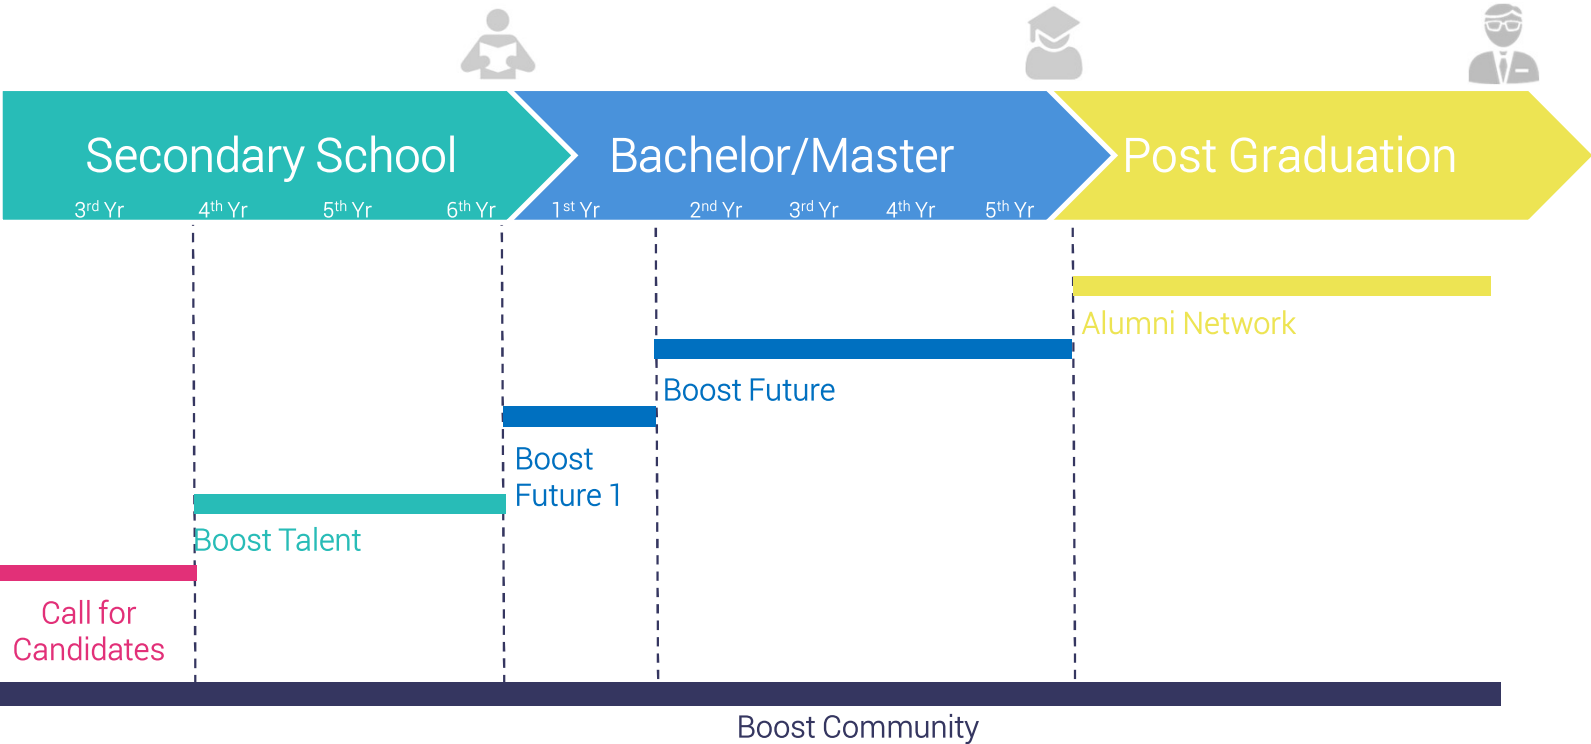 Secondary School
Bachelor/Master
Post Graduation
3rd Yr
4th Yr
5th Yr
6th Yr
1st Yr
2nd Yr
3rd Yr
4th Yr
5th Yr
Alumni Network
Boost Future
Boost
Future 1
Boost Talent
Call for
Candidates
Boost Community